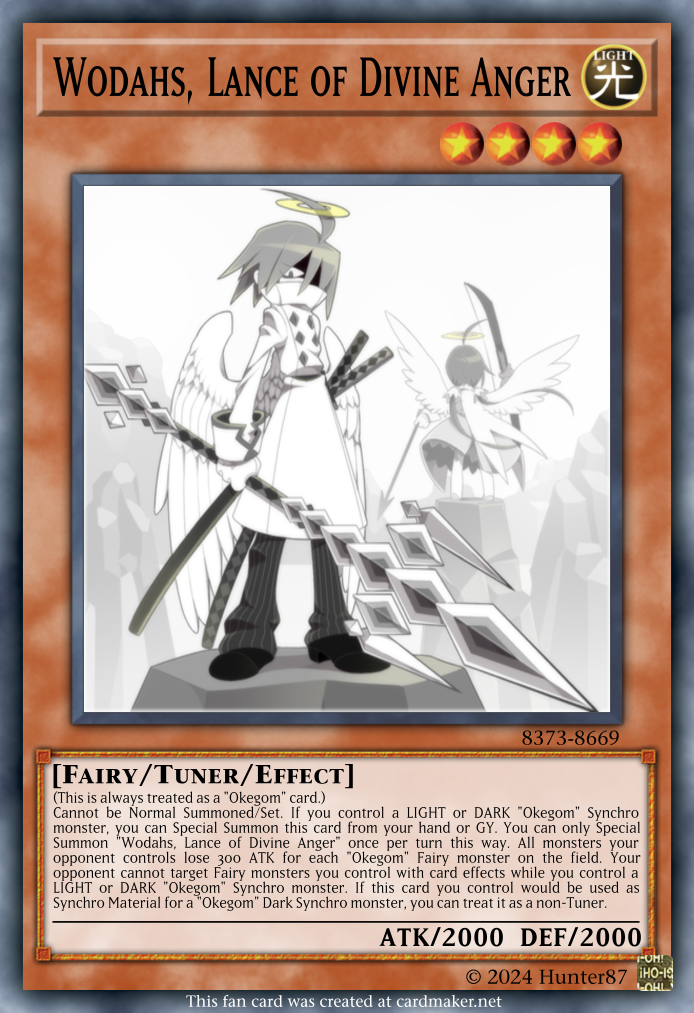 Wodahs, Lance of Divine Anger
LIGHT
光
8373-8669
[Fairy/Tuner/Effect]
(This is always treated as a "Okegom" card.)
Cannot be Normal Summoned/Set. If you control a LIGHT or DARK "Okegom" Synchro
monster, you can Special Summon this card from your hand or GY. You can only Special
Summon "Wodahs, Lance of Divine Anger" once per turn this way. All monsters your
opponent controls lose 300 ATK for each "Okegom" Fairy monster on the field. Your
opponent cannot target Fairy monsters you control with card effects while you control a
LIGHT or DARK "Okegom" Synchro monster. If this card you control would be used as
Synchro Material for a "Okegom" Dark Synchro monster, you can treat it as a non-Tuner.
ATK/2000 DEF/2000
© 2024 Hunter87
This fan card was created at cardmaker.net